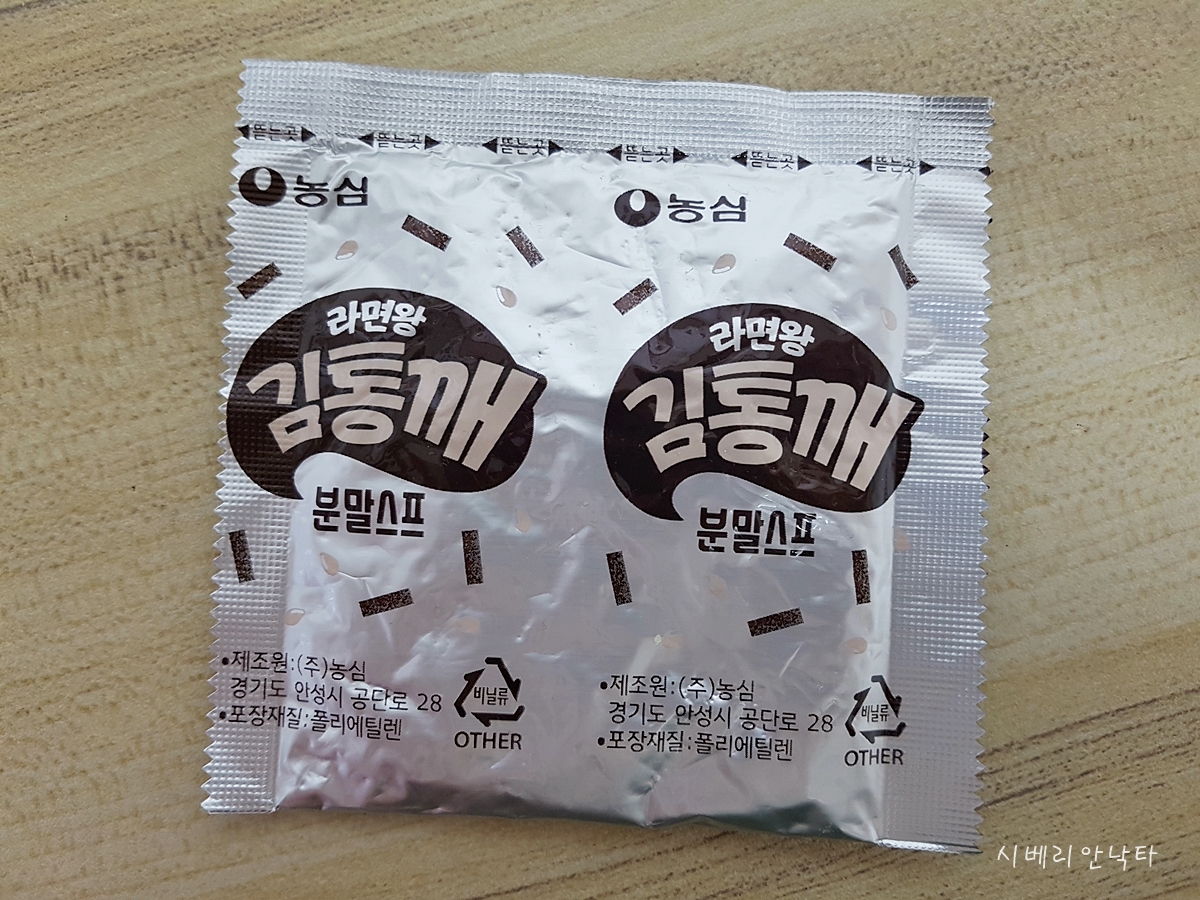 뜯는곳 뜯는곳 뜯는곳 뜯는곳 뜯는곳 뜯는곳
농심
라면왕
김통깨
분말스프
•제조원:(주)농심
경기도 안성시 공단로 28
•포장재질:폴리에틸렌
비닐류
OTHER
농심
라면왕
김통깨
분말스프
•제조원:(주)농심
경기도 안성시 공단로 28
•포장재질:폴리에틸렌
비닐류
OTHER
시베리안낙타